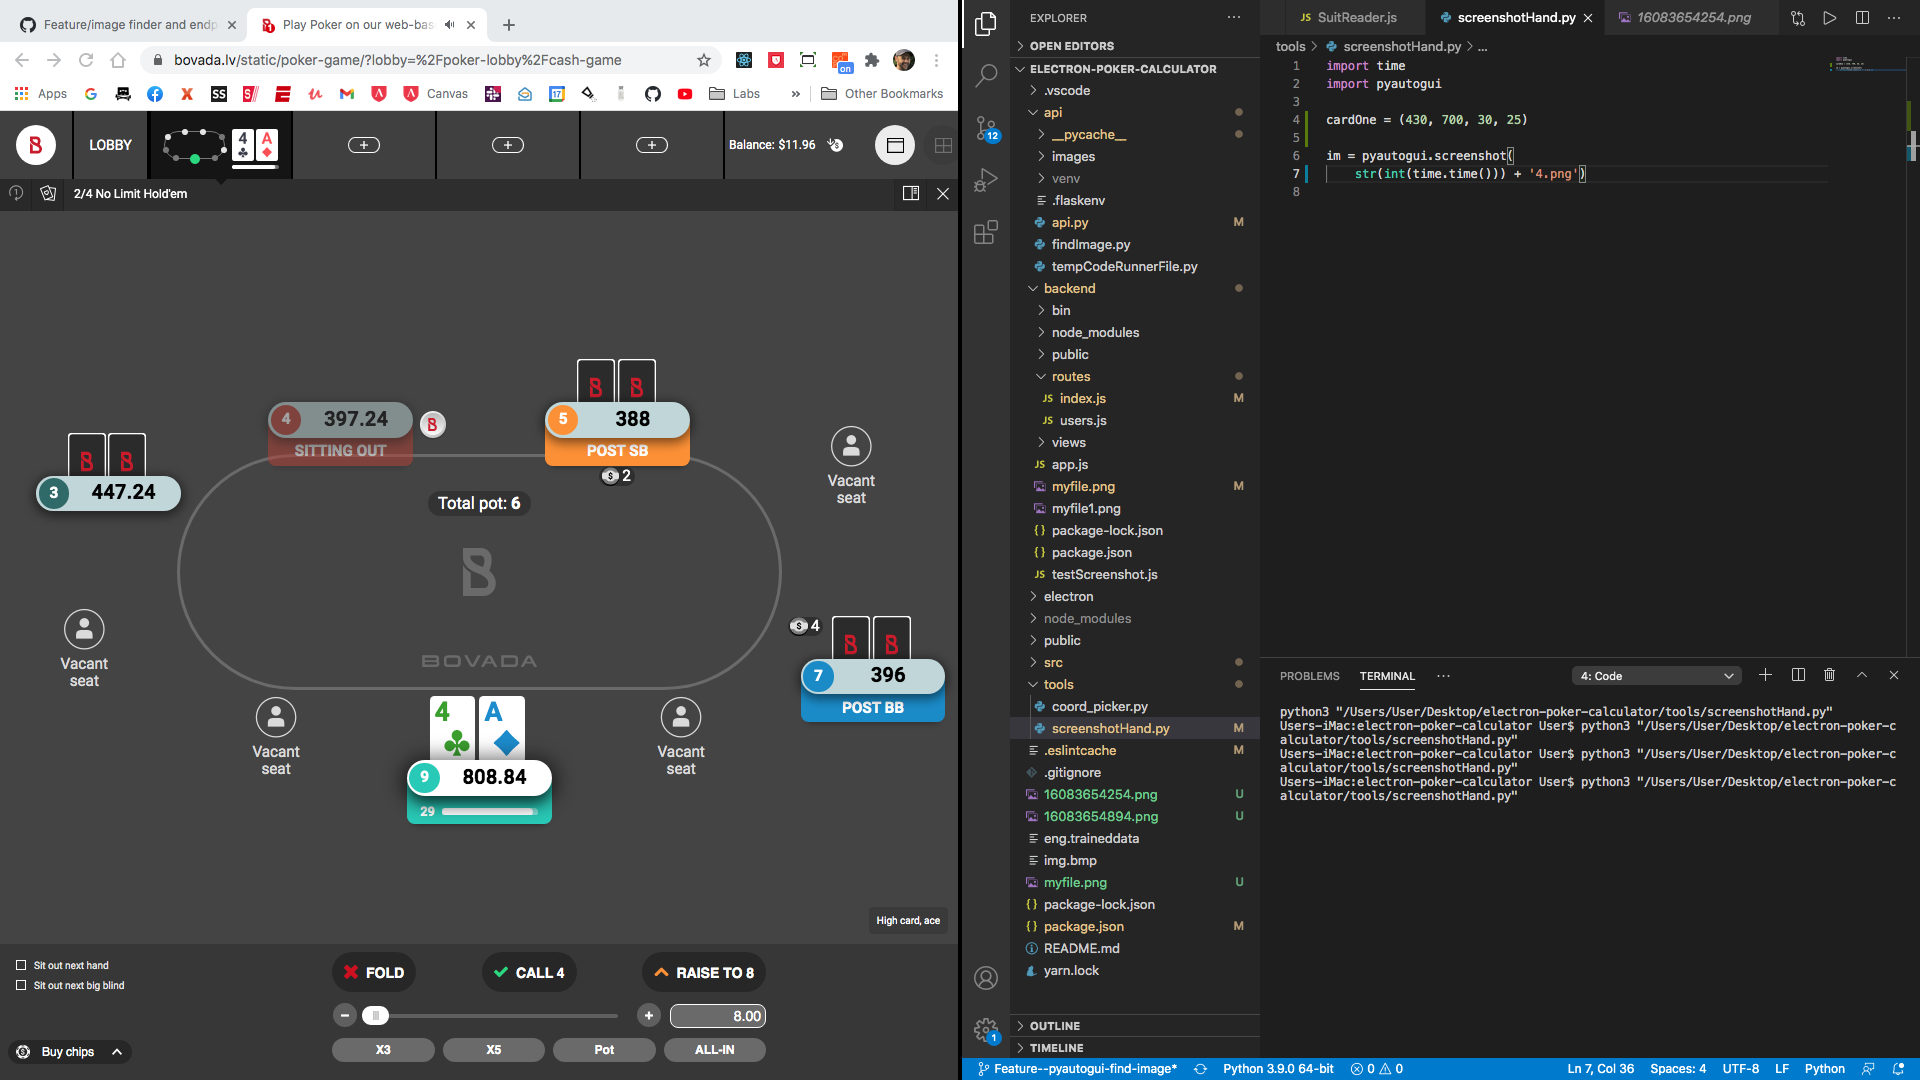 Feature/image finder and endp
Play Poker on our web-bas
bovada.lv/static/poker-game/?lobby=%2Fpoker-lobby%2Fcash-game
on
Apps
SS
Canvas
17
Labs
»
Other Bookmarks
B
LOBBY
4
A
Balance: $11.96
2/4 No Limit Hold'em
4
397.24
SITTING OUT
B
5
388
POST SB
2
B B
3
447.24
Total pot: 6
Vacant
seat
B
BOVADA
Vacant
seat
4
B B
7
396
POST BB
Vacant
seat
4
A
Vacant
seat
9
808.84
29
High card, ace
Sit out next hand
Sit out next big blind
FOLD
CALL 4
RAISE TO 8
8.00
Buy chips
X3
X5
Pot
ALL-IN
EXPLORER
OPEN EDITORS
ELECTRON-POKER-CALCULATOR
.vscode
api
__pycache__
images
venv
.flaskenv
api.py M
findImage.py
tempCodeRunnerFile.py
backend
bin
node_modules
public
routes
JS index.js M
JS users.js
views
JS app.js
myfile.png M
myfile1.png
{} package-lock.json
{} package.json
JS testScreenshot.js
electron
node_modules
public
src
tools
coord_picker.py
screenshotHand.py M
.eslintcache M
.gitignore
16083654254.png U
16083654894.png U
eng.traineddata
img.bmp
myfile.png U
{} package-lock.json
{} package.json M
README.md
yarn.lock
OUTLINE
TIMELINE
12
1
JS SuitReader.js
screenshotHand.py
16083654254.png
tools > screenshotHand.py > ...
1 import time
2 import pyautogui
3
4 cardOne = (430, 700, 30, 25)
5
6 im = pyautogui.screenshot(
7 str(int(time.time())) + '4.png')
8
PROBLEMS TERMINAL
4: Code
python3 "/Users/User/Desktop/electron-poker-calculator/tools/screenshotHand.py"
Users-iMac:electron-poker-calculator User$ python3 "/Users/User/Desktop/electron-poker-c
alculator/tools/screenshotHand.py"
Users-iMac:electron-poker-calculator User$ python3 "/Users/User/Desktop/electron-poker-c
alculator/tools/screenshotHand.py"
Users-iMac:electron-poker-calculator User$ python3 "/Users/User/Desktop/electron-poker-c
alculator/tools/screenshotHand.py"
Feature--pyautogui-find-image*
Python 3.9.0 64-bit
0 0
Ln 7, Col 36
Spaces: 4
UTF-8
LF
Python